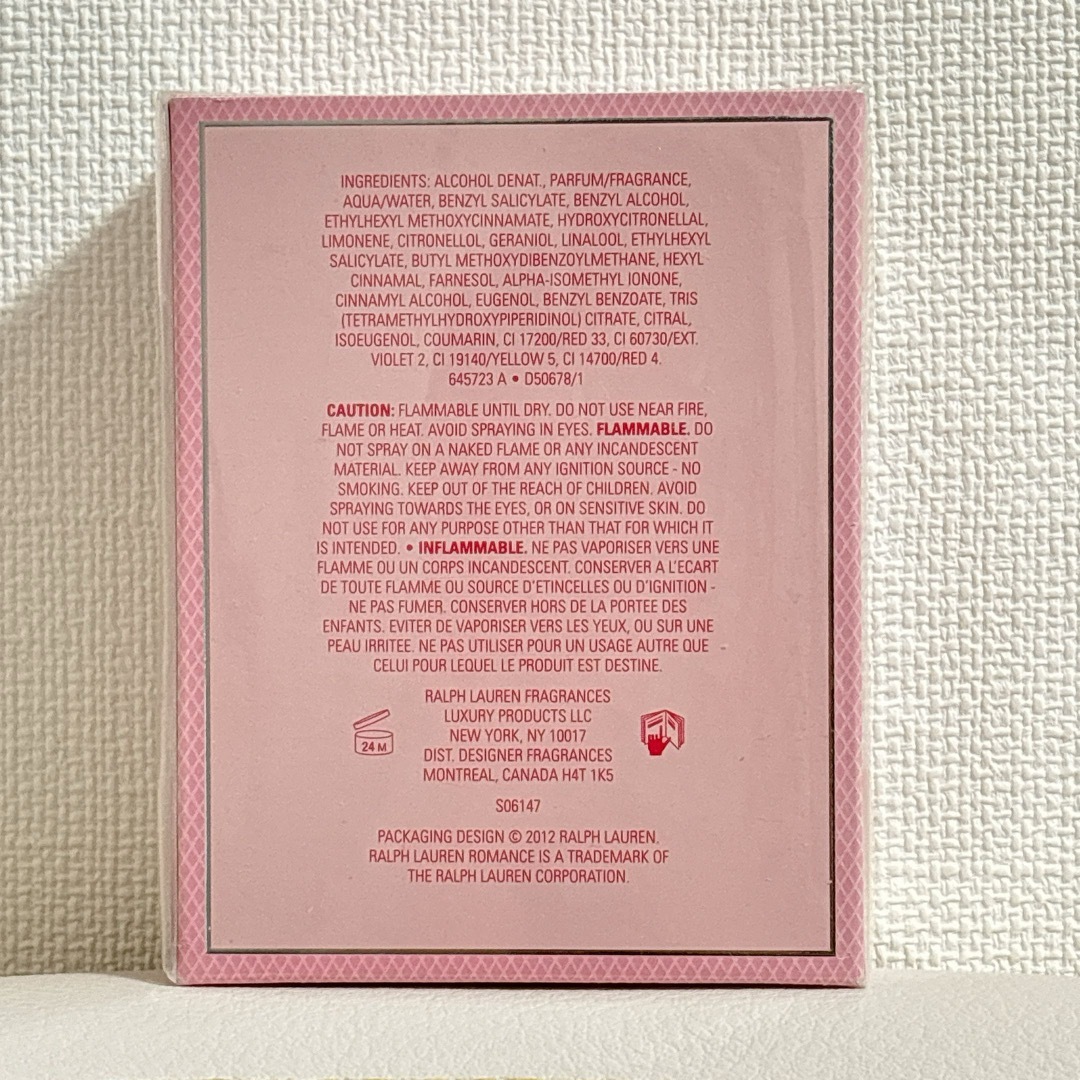 INGREDIENTS: ALCOHOL DENAT., PARFUM/FRAGRANCE,
AQUA/WATER, BENZYL SALICYLATE, BENZYL ALCOHOL,
ETHYLHEXYL METHOXYCINNAMATE, HYDROXYCITRONELLAL,
LIMONENE, CITRONELLOL, GERANIOL, LINALOOL, ETHYLHEXYL
SALICYLATE, BUTYL METHOXYDIBENZOYLMETHANE, HEXYL
CINNAMAL, FARNESOL, ALPHA-ISOMETHYL IONONE,
CINNAMYL ALCOHOL, EUGENOL, BENZYL BENZOATE, TRIS
(TETRAMETHYLHYDROXYPIPERIDINOL) CITRATE, CITRAL,
ISOEUGENOL, COUMARIN, CI 17200/RED 33, CI 60730/EXT.
VIOLET 2, CI 19140/YELLOW 5, CI 14700/RED 4.
645723 A • D50678/1
CAUTION: FLAMMABLE UNTIL DRY. DO NOT USE NEAR FIRE,
FLAME OR HEAT. AVOID SPRAYING IN EYES. FLAMMABLE. DO
NOT SPRAY ON A NAKED FLAME OR ANY INCANDESCENT
MATERIAL. KEEP AWAY FROM ANY IGNITION SOURCE - NO
SMOKING. KEEP OUT OF THE REACH OF CHILDREN. AVOID
SPRAYING TOWARDS THE EYES, OR ON SENSITIVE SKIN. DO
NOT USE FOR ANY PURPOSE OTHER THAN THAT FOR WHICH IT
IS INTENDED. • INFLAMMABLE. NE PAS VAPORISER VERS UNE
FLAMME OU UN CORPS INCANDESCENT. CONSERVER A L'ECART
DE TOUTE FLAMME OU SOURCE D'ETINCELLES OU D'IGNITION -
NE PAS FUMER. CONSERVER HORS DE LA PORTEE DES
ENFANTS. EVITER DE VAPORISER VERS LES YEUX, OU SUR UNE
PEAU IRRITEE. NE PAS UTILISER POUR UN USAGE AUTRE QUE
CELUI POUR LEQUEL LE PRODUIT EST DESTINE.
RALPH LAUREN FRAGRANCES
LUXURY PRODUCTS LLC
NEW YORK, NY 10017
DIST. DESIGNER FRAGRANCES
MONTREAL, CANADA H4T 1K5
24 M
S06147
PACKAGING DESIGN © 2012 RALPH LAUREN.
RALPH LAUREN ROMANCE IS A TRADEMARK OF
THE RALPH LAUREN CORPORATION.